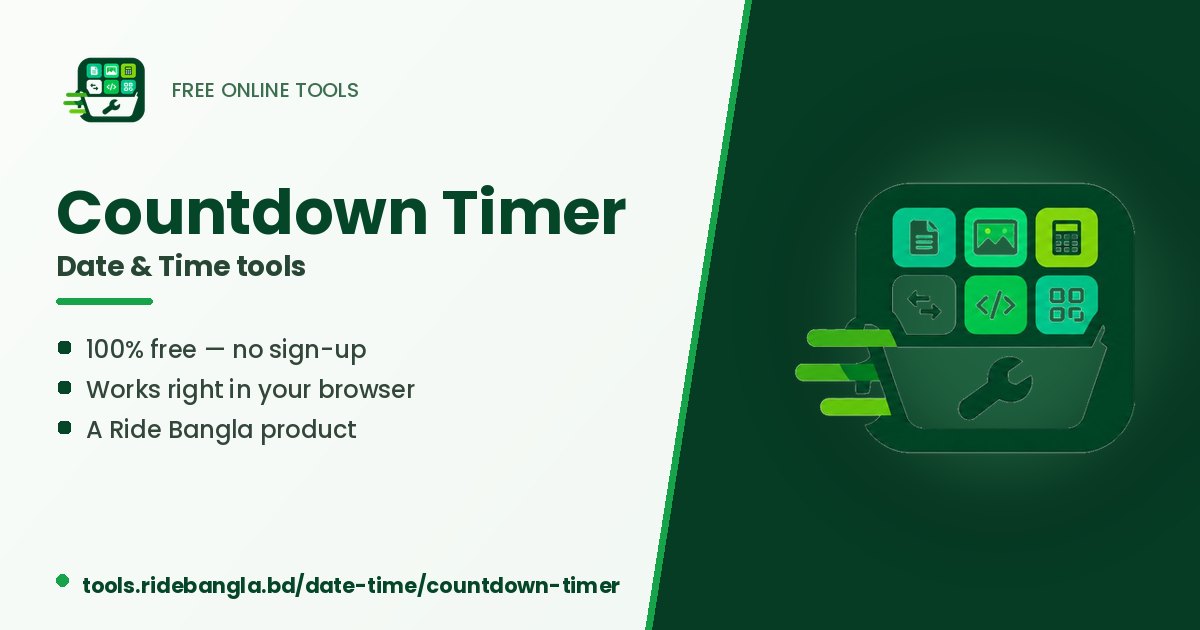 FREE ONLINE TOOLS
Countdown Timer
Date & Time tools
100% free — no sign-up
Works right in your browser
A Ride Bangla product
tools.ridebangla.bd/date-time/countdown-timer